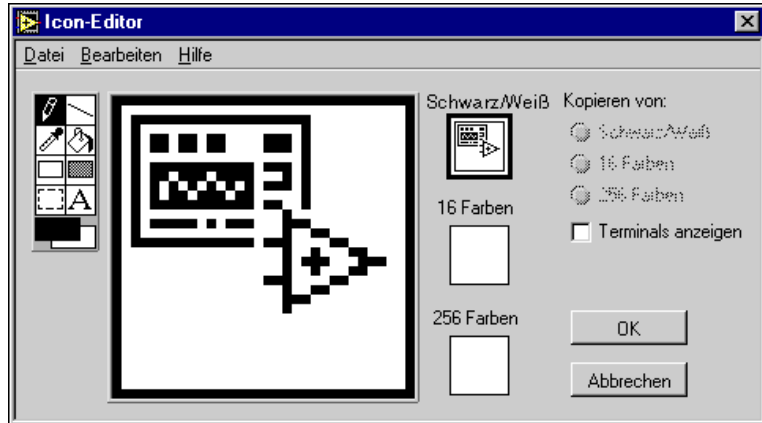 Icon-Editor
Datei Bearbeiten Hilfe
A
Schwarz/Weiß
16 Farben
256 Farben
Kopieren von:
Schwarz/Weiß
16 Farben
256 Farben
Terminals anzeigen
OK
Abbrechen